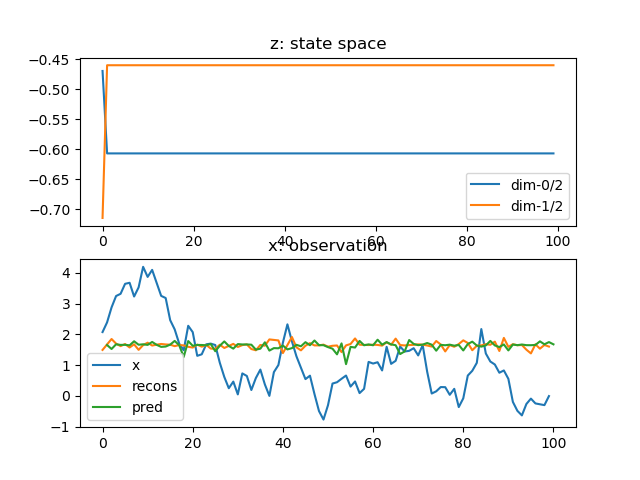 z: state space
−0.45
−0.50
−0.55
−0.60
−0.65
−0.70
dim-0/2
dim-1/2
0 20 40 60 80 100
x: observation
4
3
2
1
0
−1
x
recons
pred
0 20 40 60 80 100